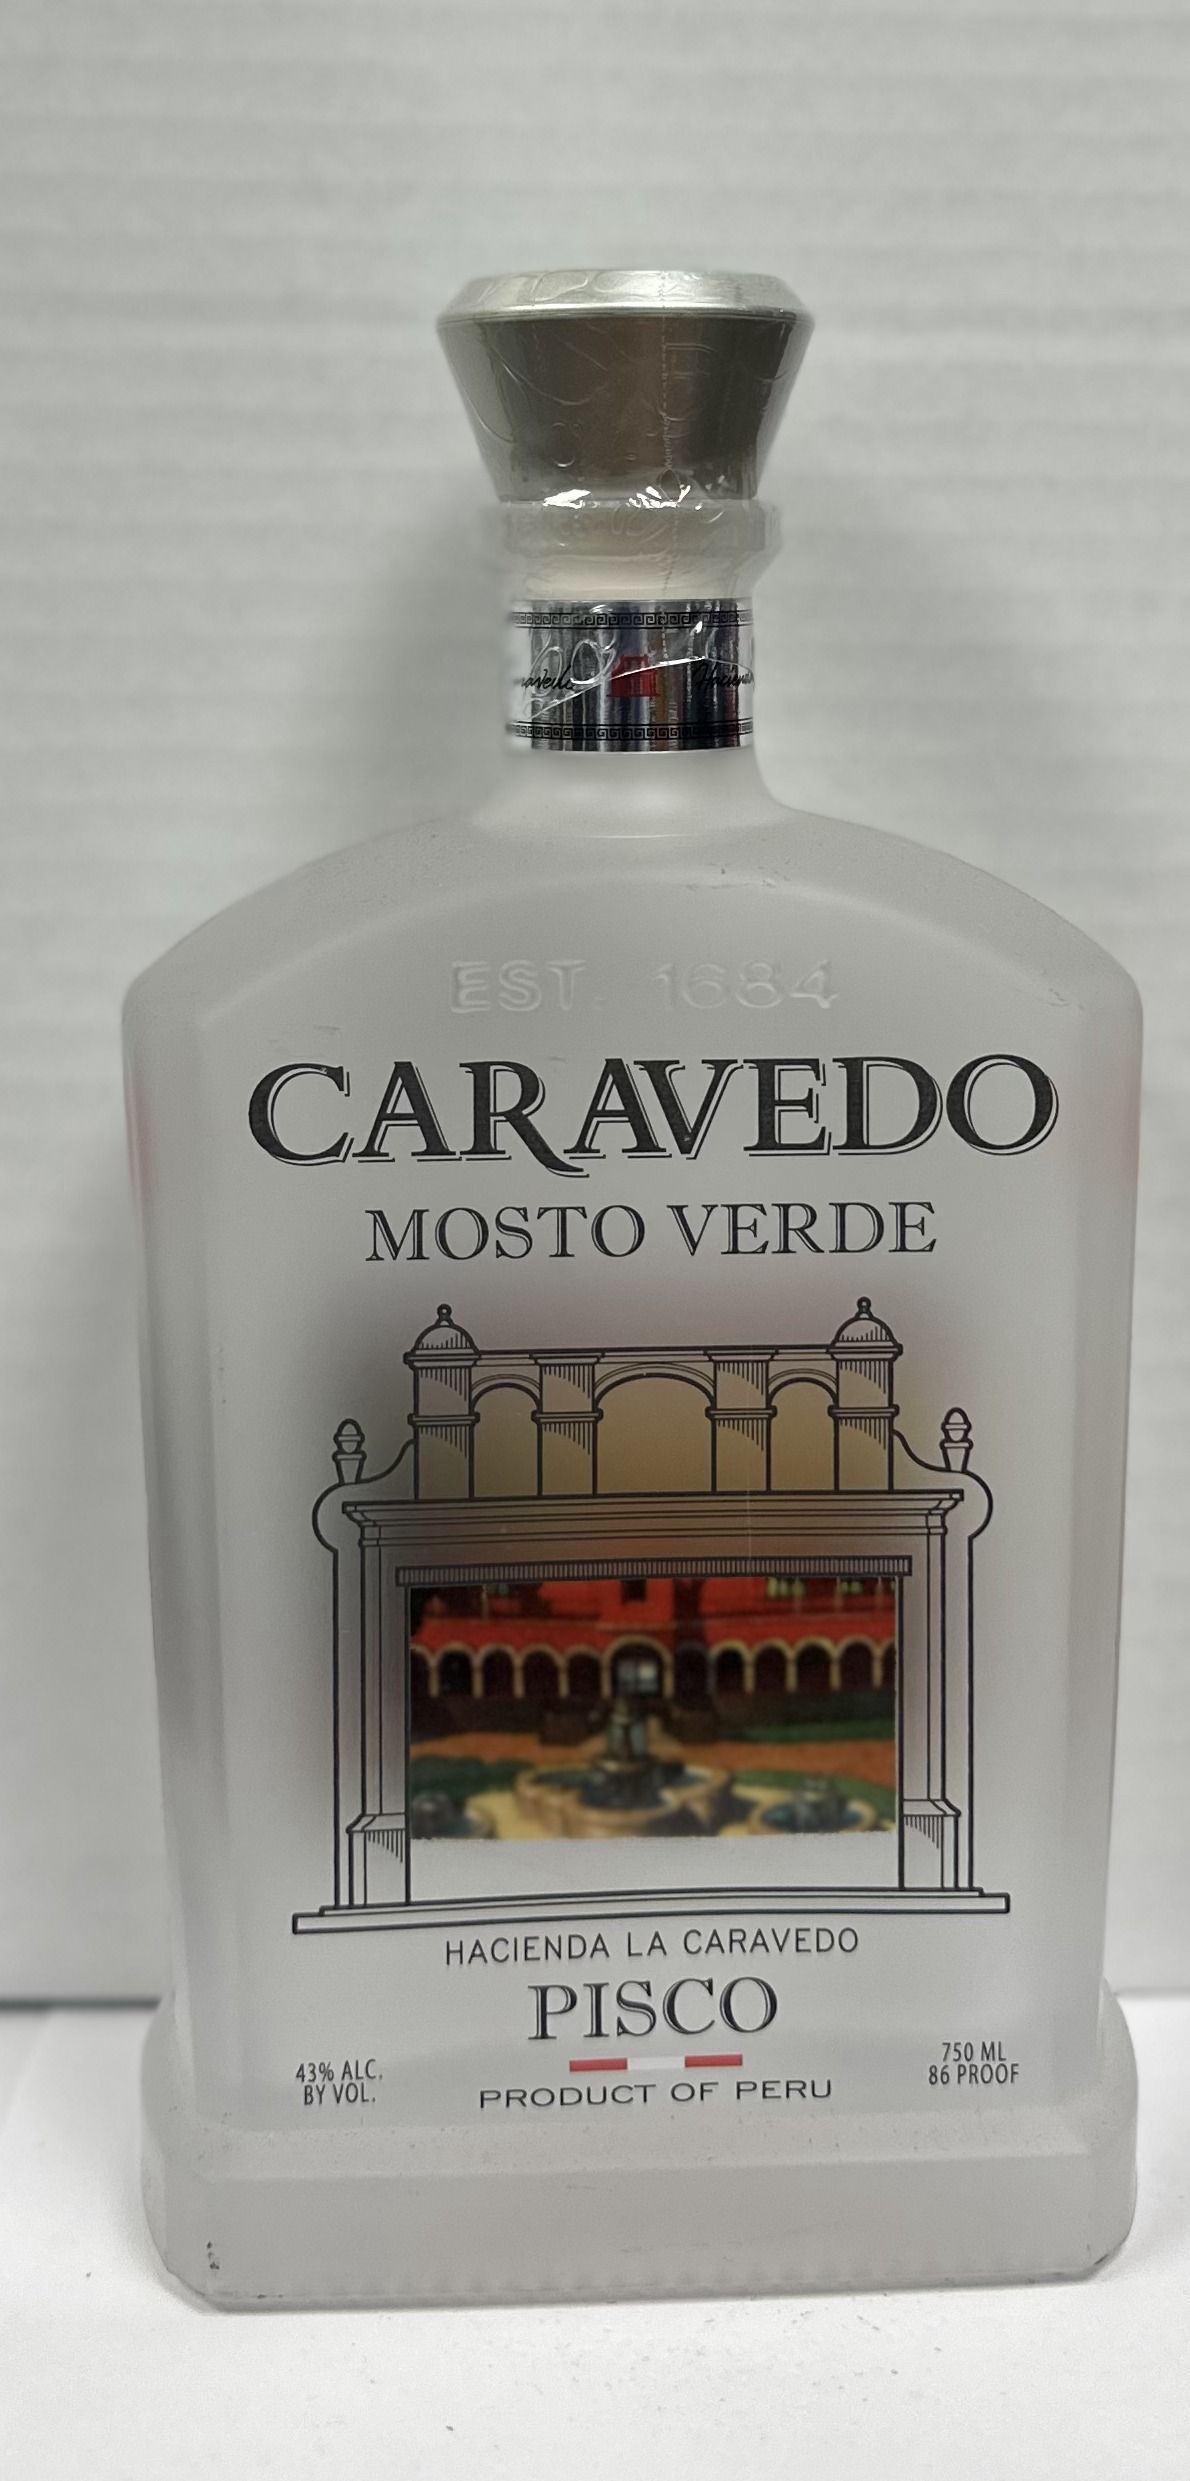 Hacienda
EST. 1684
CARAVEDO
MOSTO VERDE
HACIENDA LA CARAVEDO
PISCO
43% ALC.
BY VOL.
PRODUCT OF PERU
750 ML
86 PROOF